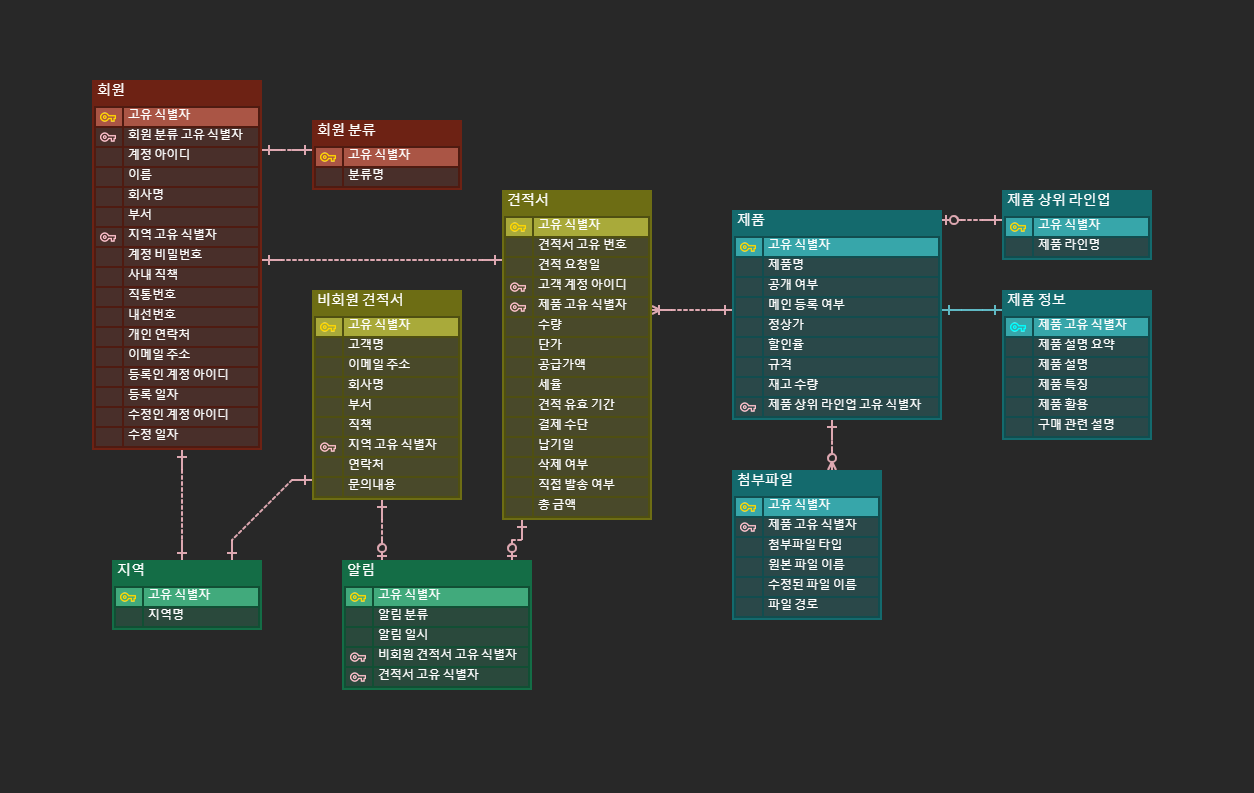 회원
고유 식별자
회원 분류 고유 식별자
계정 아이디
이름
회사명
부서
지역 고유 식별자
계정 비밀번호
사내 직책
직통번호
내선번호
개인 연락처
이메일 주소
등록인 계정 아이디
등록 일자
수정인 계정 아이디
수정 일자
회원 분류
고유 식별자
분류명
비회원 견적서
고유 식별자
고객명
이메일 주소
회사명
부서
직책
지역 고유 식별자
연락처
문의내용
견적서
고유 식별자
견적서 고유 번호
견적 요청일
고객 계정 아이디
제품 고유 식별자
수량
단가
공급가액
세율
견적 유효 기간
결제 수단
납기일
삭제 여부
직접 발송 여부
총 금액
제품
고유 식별자
제품명
공개 여부
메인 등록 여부
정상가
할인율
규격
재고 수량
제품 상위 라인업 고유 식별자
제품 상위 라인업
고유 식별자
제품 라인명
제품 정보
제품 고유 식별자
제품 설명 요약
제품 설명
제품 특징
제품 활용
구매 관련 설명
첨부파일
고유 식별자
제품 고유 식별자
첨부파일 타입
원본 파일 이름
수정된 파일 이름
파일 경로
지역
고유 식별자
지역명
알림
고유 식별자
알림 분류
알림 일시
비회원 견적서 고유 식별자
견적서 고유 식별자